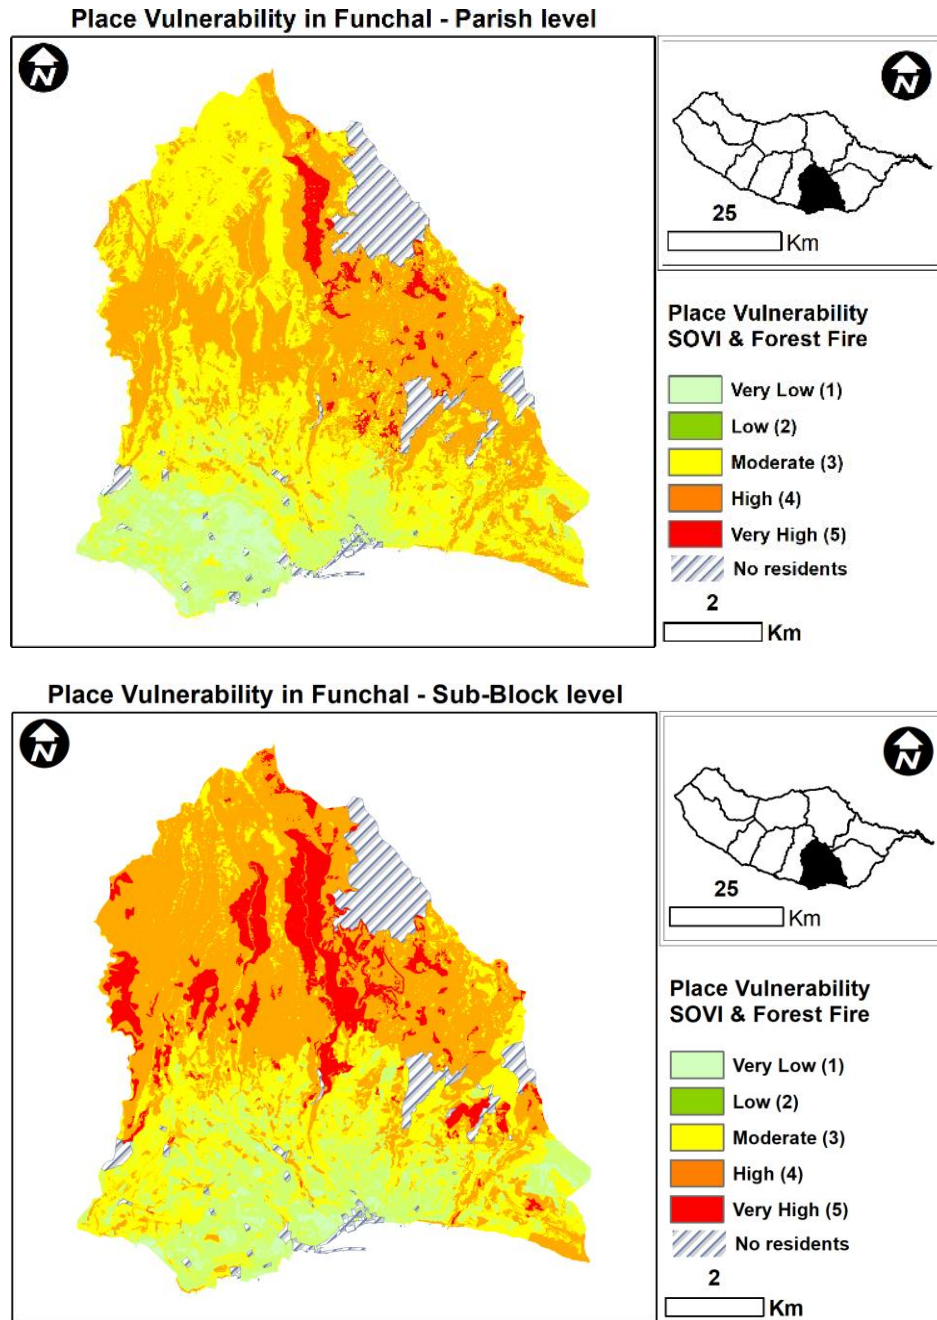 Place Vulnerability in Funchal - Parish level
N
N
25
Km
Place Vulnerability
SOVI & Forest Fire
Very Low (1)
Low (2)
Moderate (3)
High (4)
Very High (5)
No residents
2
Km
Place Vulnerability in Funchal - Sub-Block level
N
N
25
Km
Place Vulnerability
SOVI & Forest Fire
Very Low (1)
Low (2)
Moderate (3)
High (4)
Very High (5)
No residents
2
Km